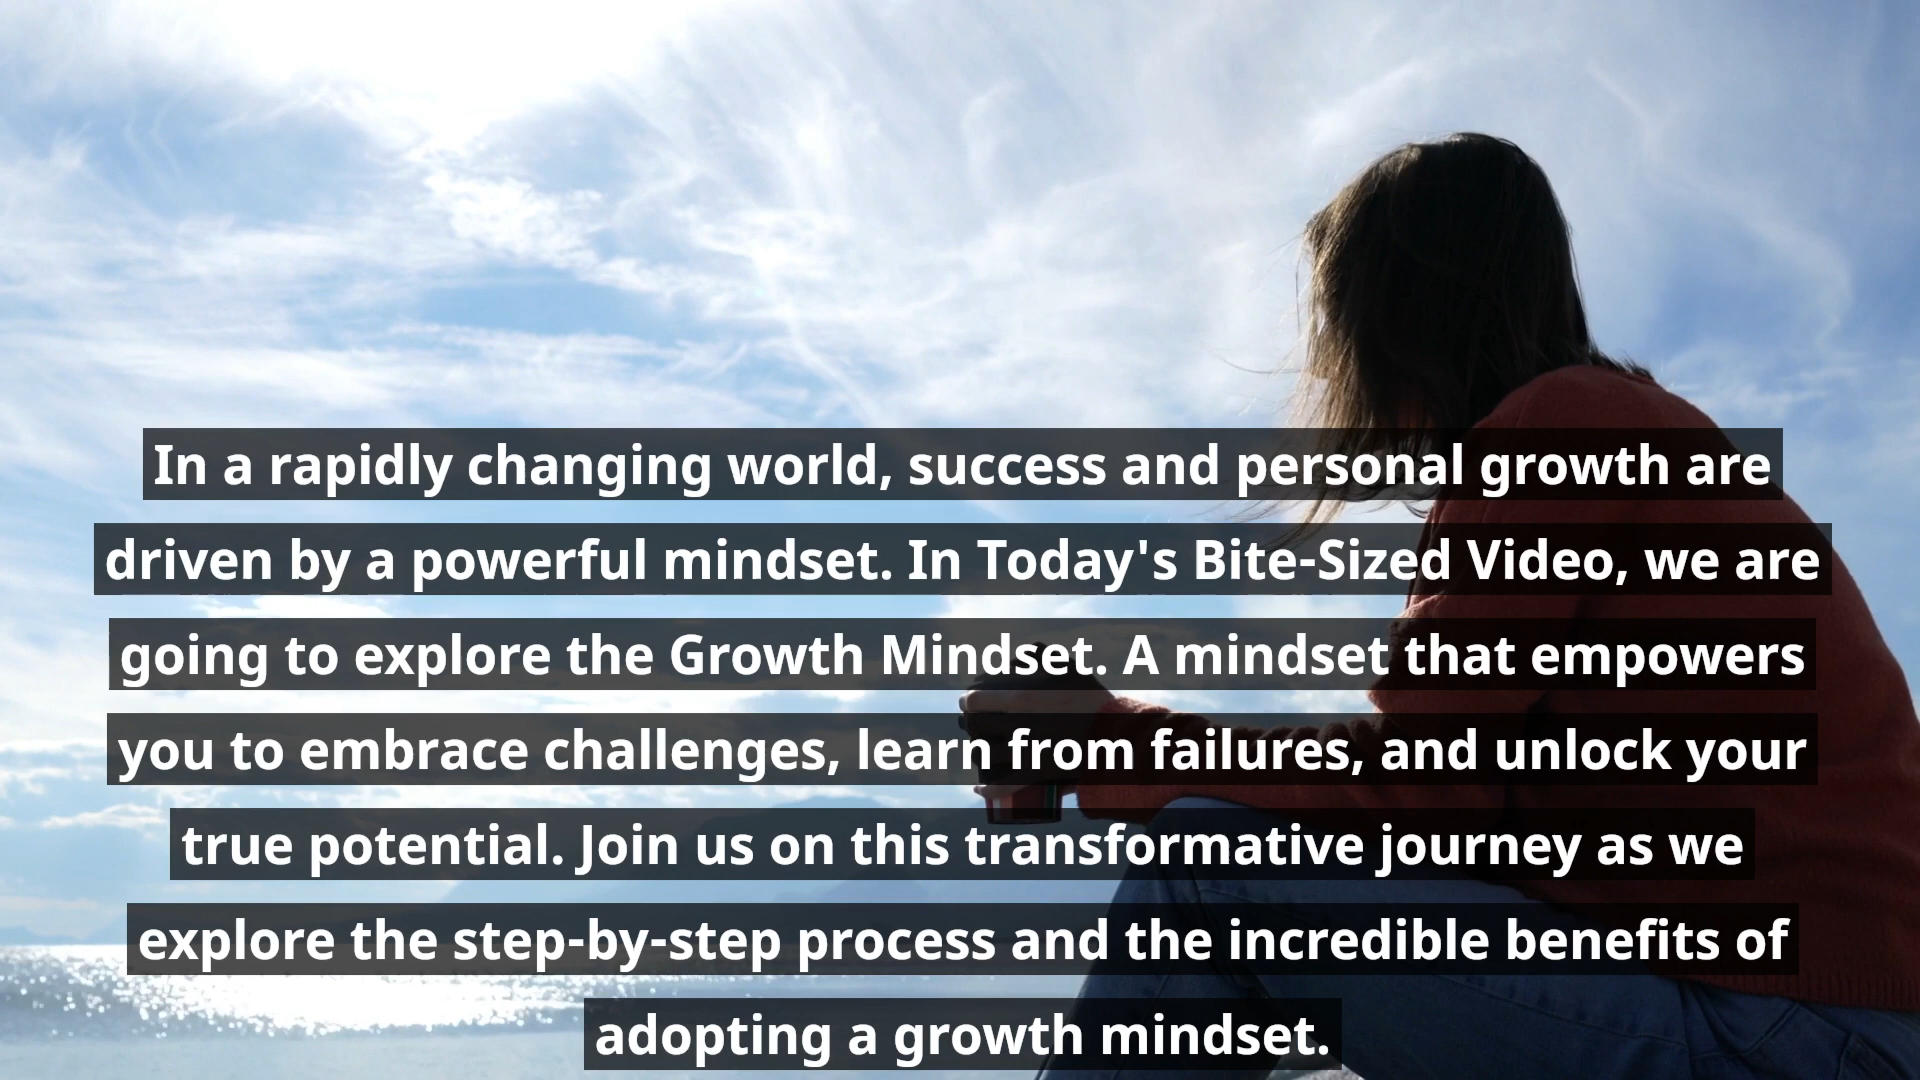 In a rapidly changing world, success and personal growth are
driven by a powerful mindset. In Today's Bite-Sized Video, we are
going to explore the Growth Mindset. A mindset that empowers
you to embrace challenges, learn from failures, and unlock your
true potential. Join us on this transformative journey as we
explore the step-by-step process and the incredible benefits of
adopting a growth mindset.